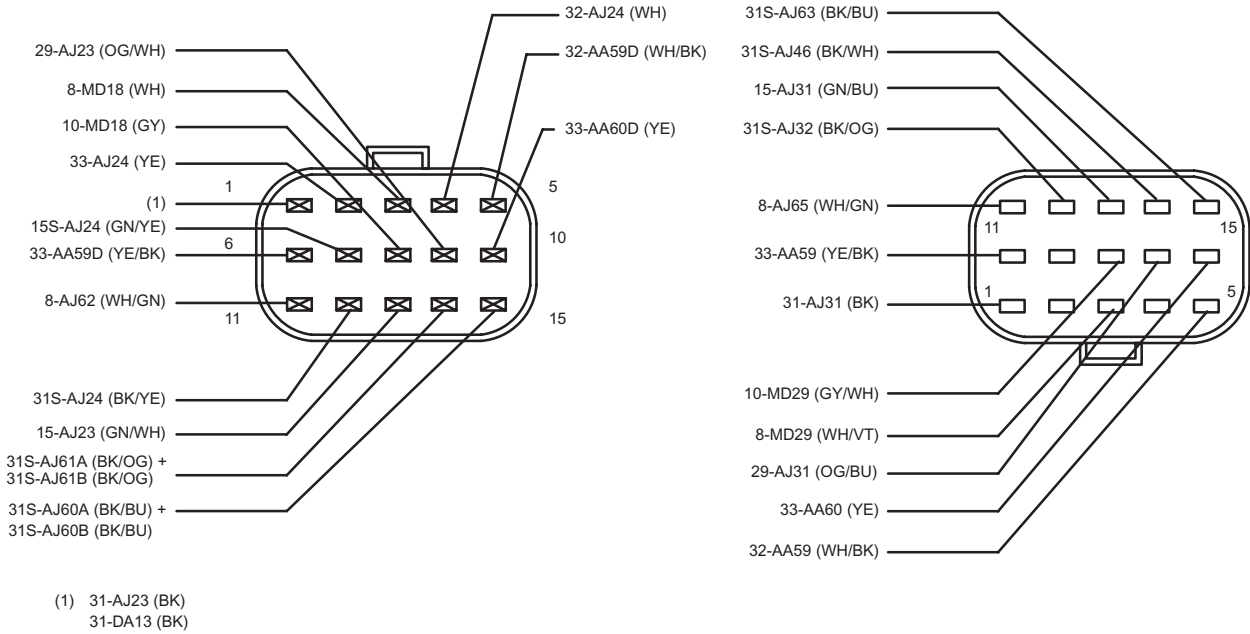 32-AJ24 (WH)
29-AJ23 (OG/WH)
32-AA59D (WH/BK)
8-MD18 (WH)
10-MD18 (GY)
33-AA60D (YE)
33-AJ24 (YE)
1
5
(1)
15S-AJ24 (GN/YE)
6
10
33-AA59D (YE/BK)
8-AJ62 (WH/GN)
11
15
31S-AJ24 (BK/YE)
15-AJ23 (GN/WH)
31S-AJ61A (BK/OG) +
31S-AJ61B (BK/OG)
31S-AJ60A (BK/BU) +
31S-AJ60B (BK/BU)
(1) 31-AJ23 (BK)
31-DA13 (BK)
31S-AJ63 (BK/BU)
31S-AJ46 (BK/WH)
15-AJ31 (GN/BU)
31S-AJ32 (BK/OG)
8-AJ65 (WH/GN)
11
15
33-AA59 (YE/BK)
31-AJ31 (BK)
1
5
10-MD29 (GY/WH)
8-MD29 (WH/VT)
29-AJ31 (OG/BU)
33-AA60 (YE)
32-AA59 (WH/BK)